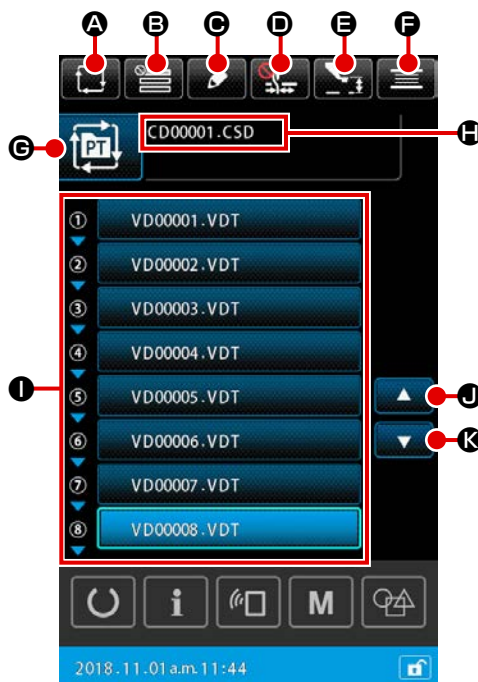 A B C D E F
G PT CD00001.CSD H
① VD00001.VDT
② VD00002.VDT
③ VD00003.VDT
④ VD00004.VDT
I ⑤ VD00005.VDT J
⑥ VD00006.VDT K
⑦ VD00007.VDT
⑧ VD00008.VDT
i M
2018.11.01 a.m. 11:44